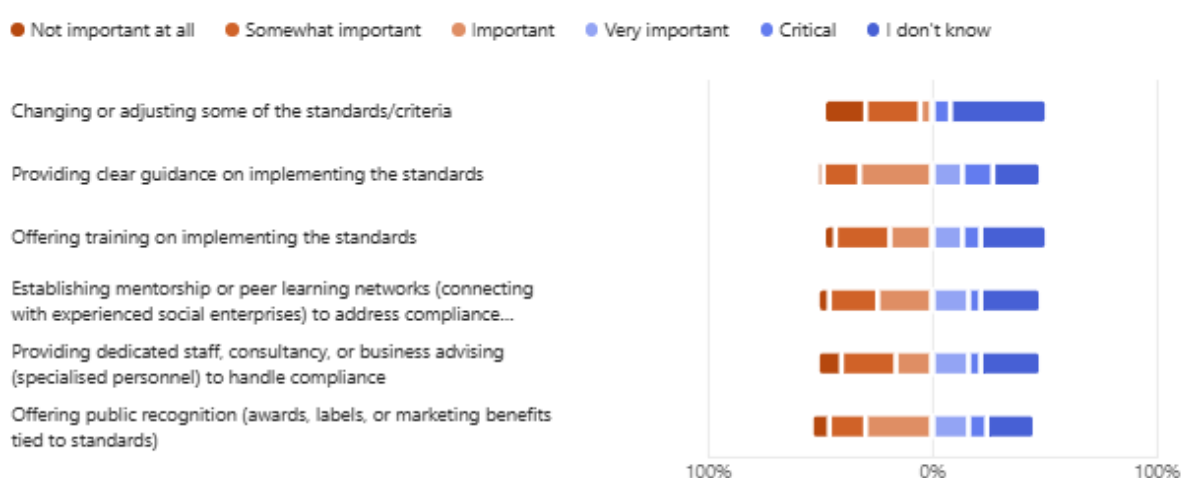 Not important at all Somewhat important Important Very important Critical I don't know
Changing or adjusting some of the standards/criteria
Providing clear guidance on implementing the standards
Offering training on implementing the standards
Establishing mentorship or peer learning networks (connecting
with experienced social enterprises) to address compliance...
Providing dedicated staff, consultancy, or business advising
(specialised personnel) to handle compliance
Offering public recognition (awards, labels, or marketing benefits
tied to standards)
100% 0% 100%